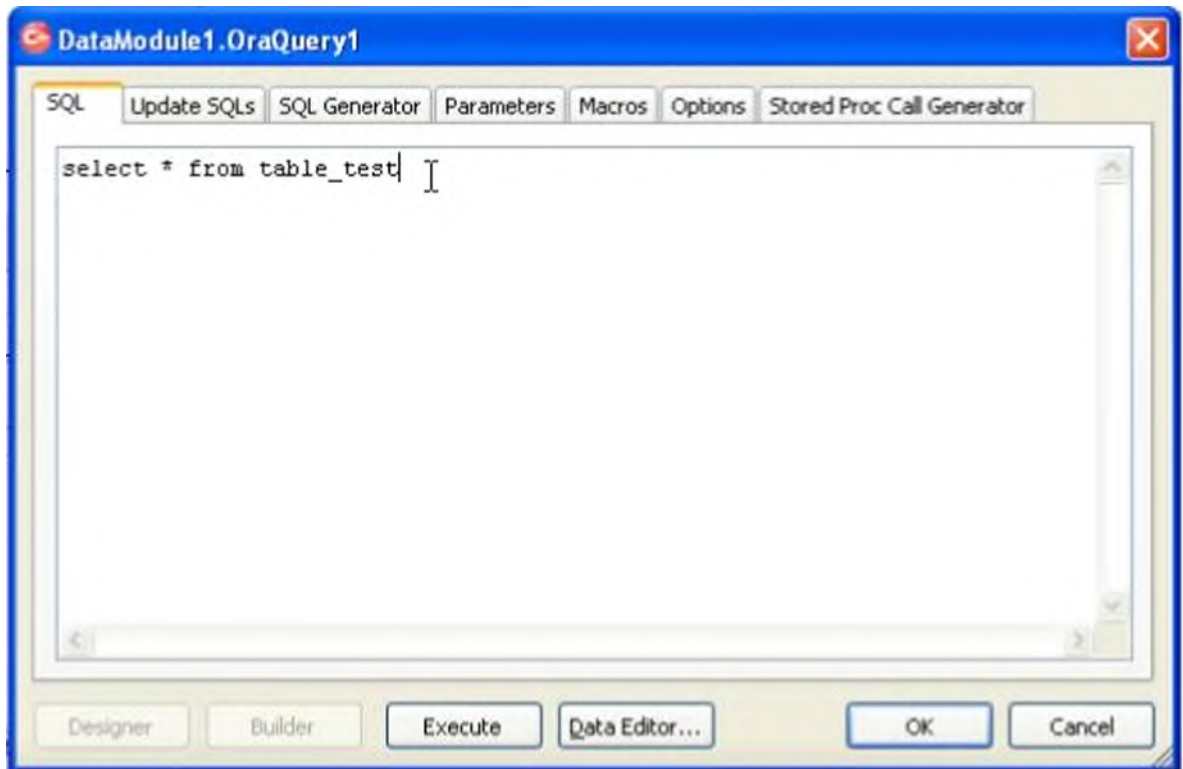 DataModule1.OraQuery1
SQL Update SQLs SQL Generator Parameters Macros Options Stored Proc Call Generator
select * from table_test
Designer Builder Execute Data Editor... OK Cancel